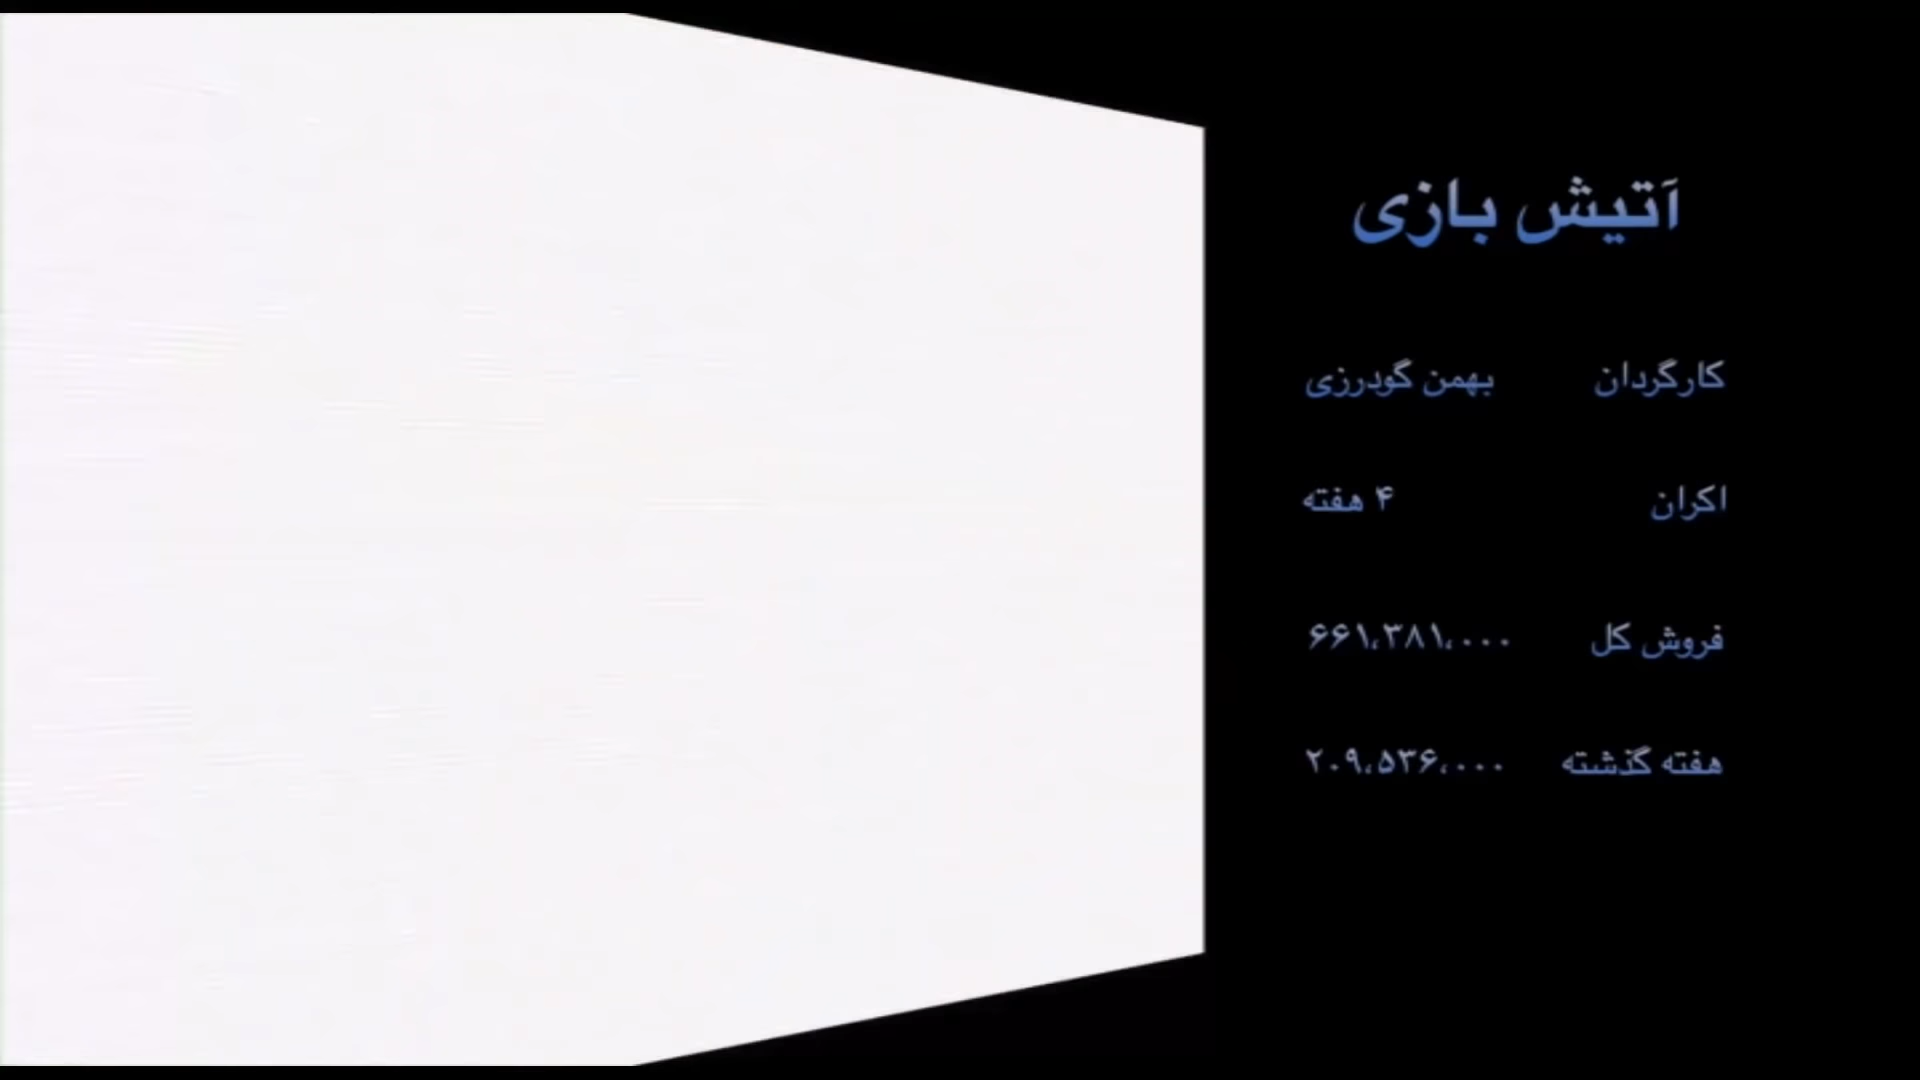 آتیش بازی
کارگردان بهمن گودرزی
اکران ۴ هفته
فروش کل ۶۶۱،۳۸۱،۰۰۰
هفته گذشته ۲۰۹،۵۳۶،۰۰۰